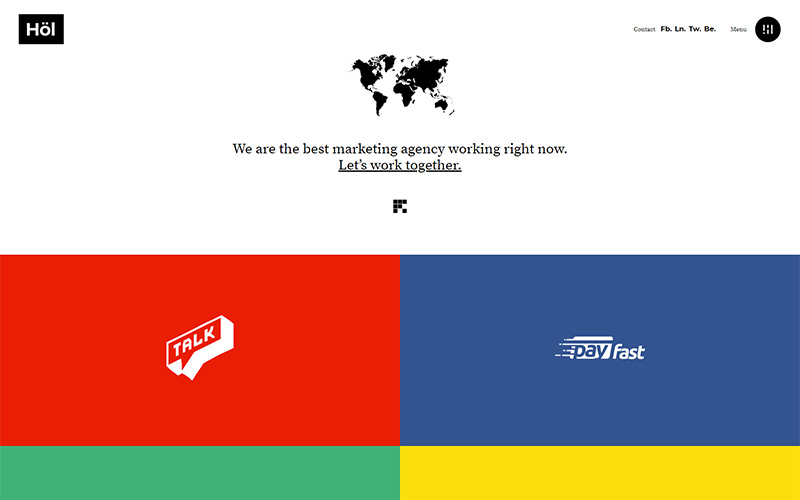 Höl
Contact Fb. Ln. Tw. Be. Menu
We are the best marketing agency working right now.
Let’s work together.
TALK
pay fast